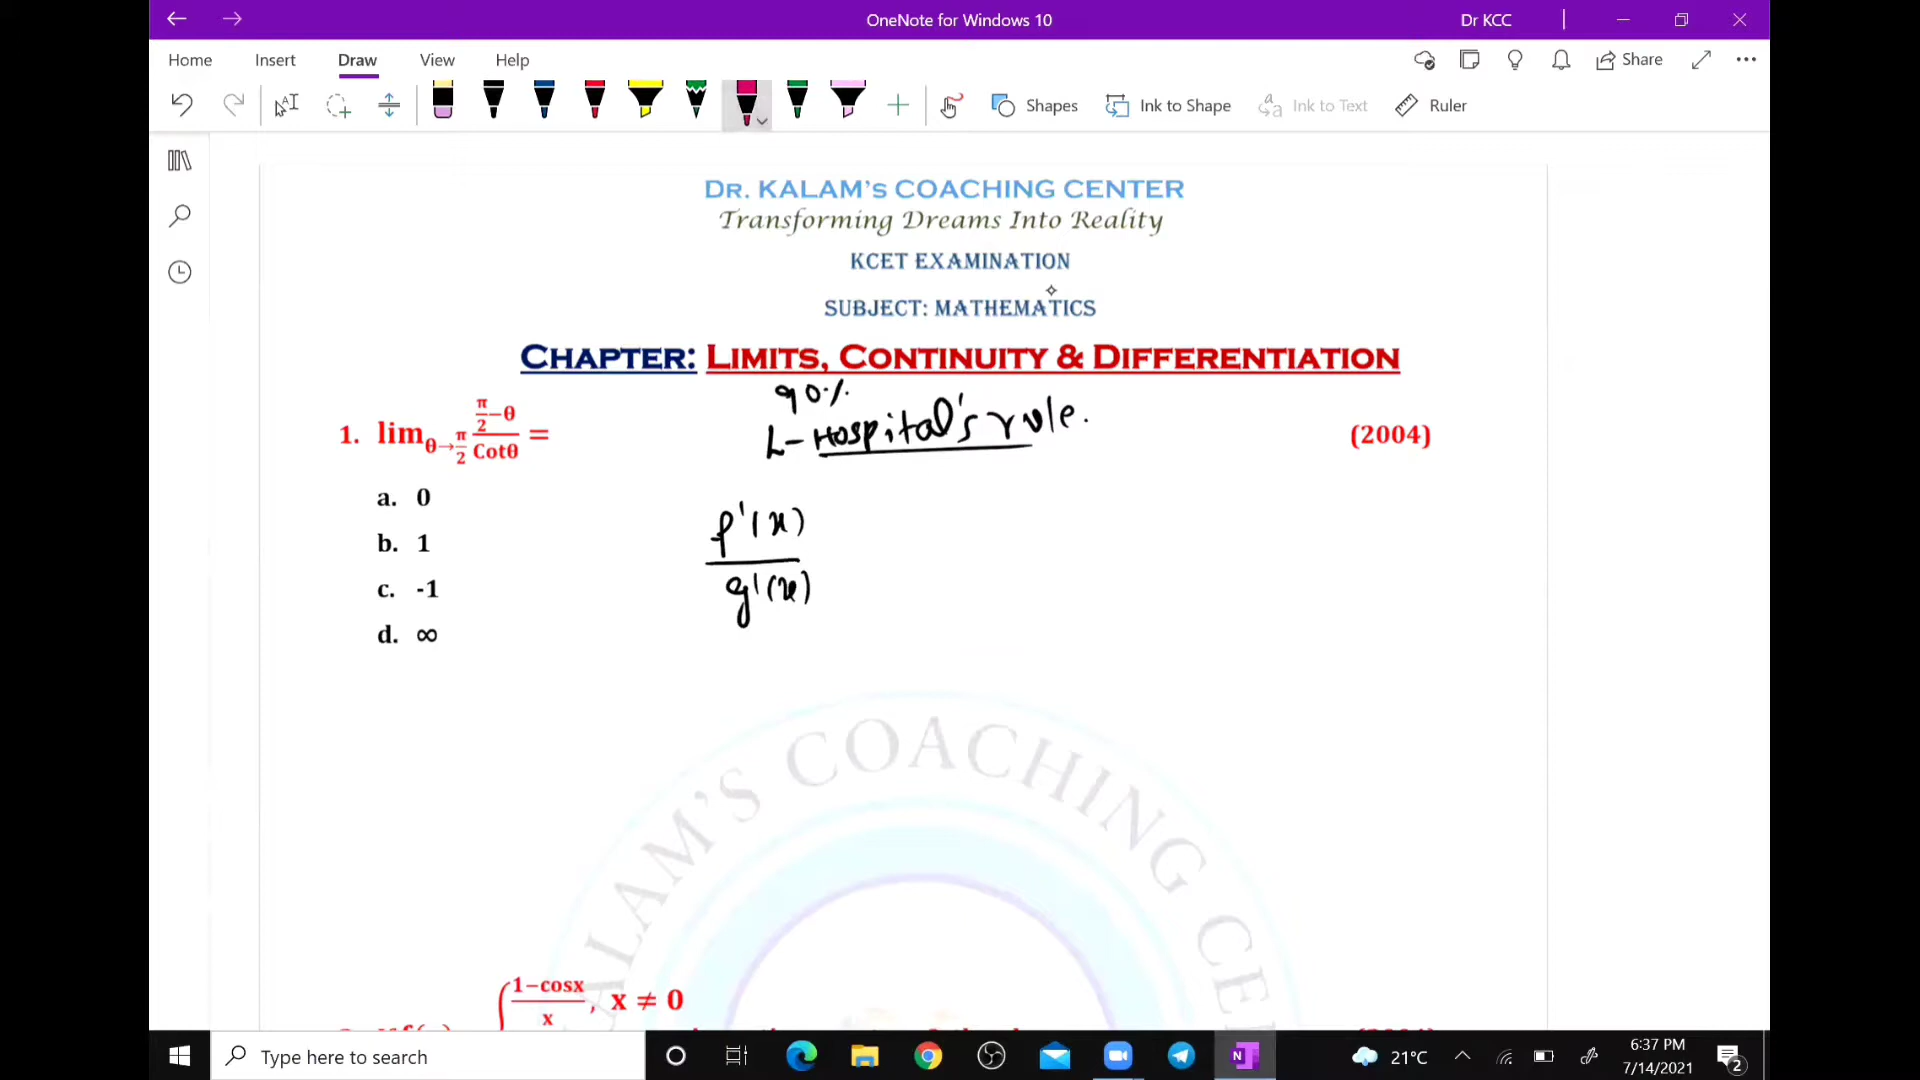 OneNote for Windows 10
Dr KCC
Home Insert Draw View Help
Share
Shapes Ink to Shape Ink to Text Ruler
DR. KALAM's COACHING CENTER
Transforming Dreams Into Reality
KCET EXAMINATION
SUBJECT: MATHEMATICS
CHAPTER: LIMITS, CONTINUITY & DIFFERENTIATION
90%
L-Hospital's rule.
1. lim θ→π/2 (π/2−θ)/Cotθ = (2004)
a. 0
b. 1
c. -1
d. ∞
f'(x)
g'(x)
KALAM'S COACHING CE
1−cosx
x , x ≠ 0
Type here to search
21°C
6:37 PM
7/14/2021
2